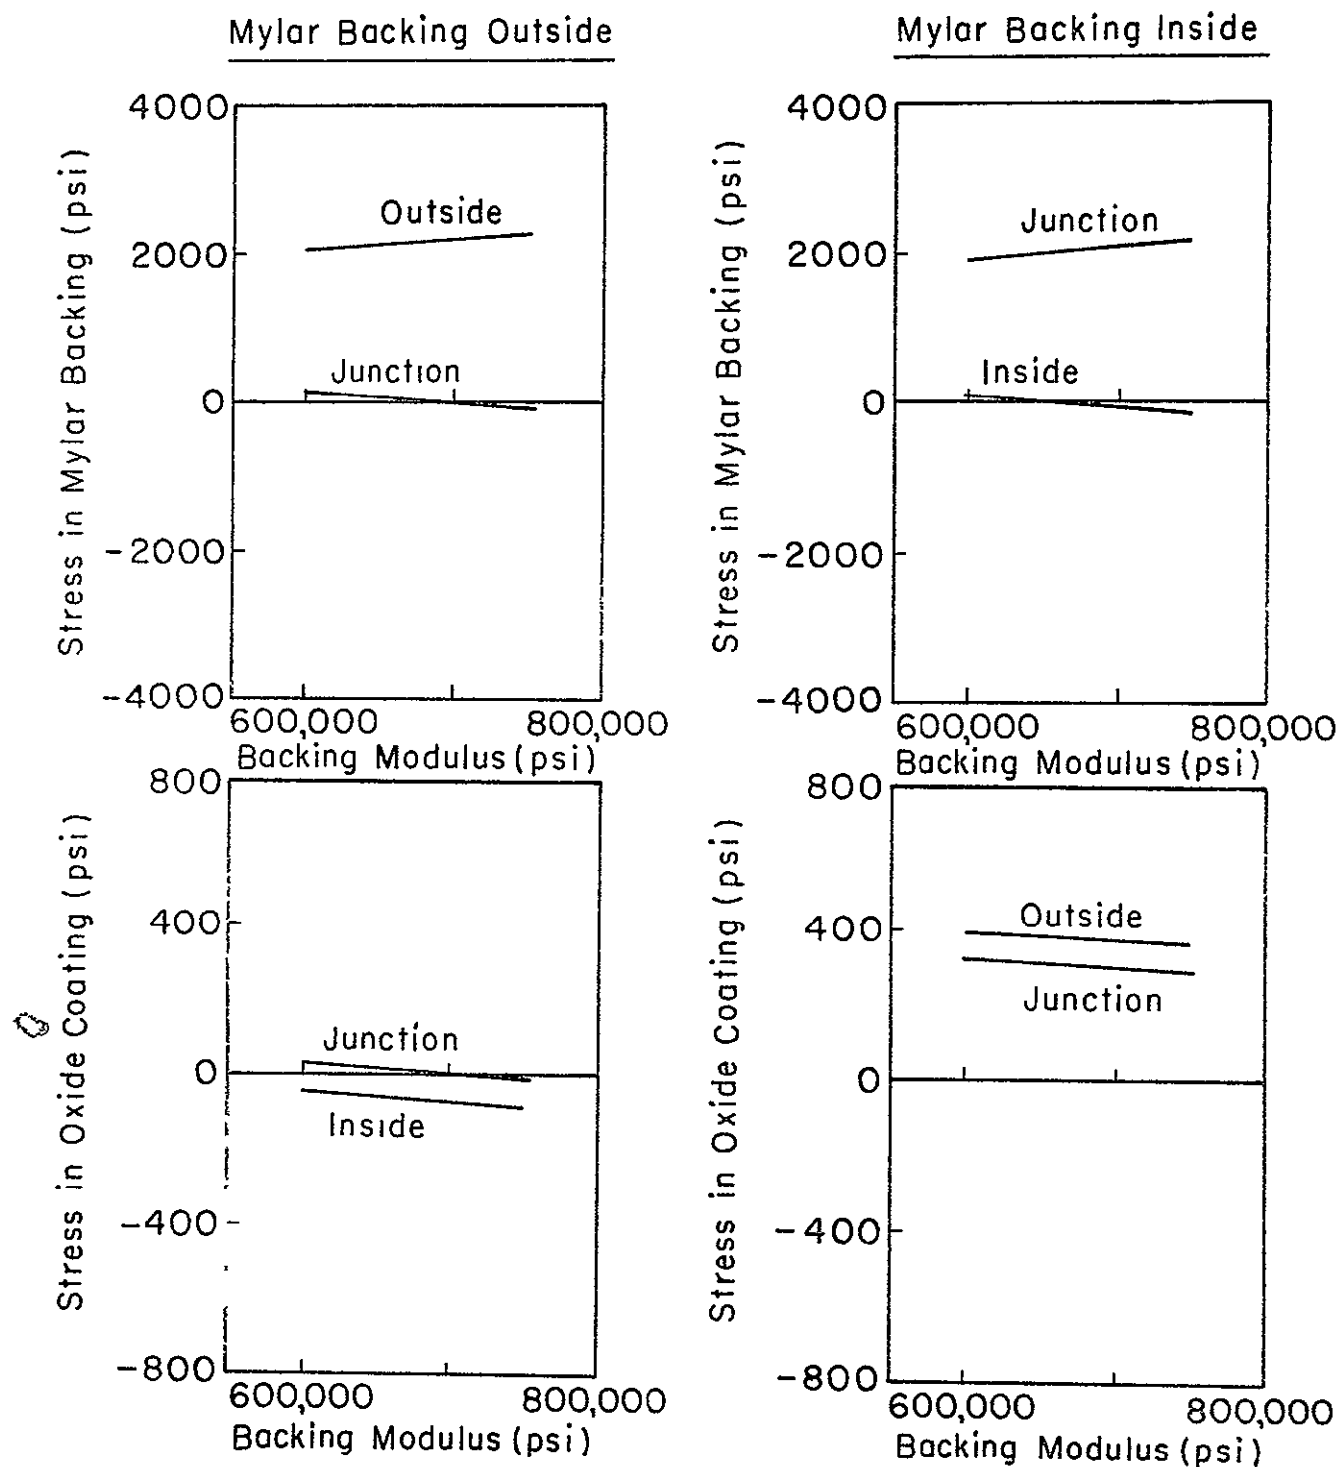 Mylar Backing Outside
4000
2000
0
-2000
-4000
Stress in Mylar Backing (psi)
Outside
Junction
600,000
800,000
Backing Modulus (psi)
Mylar Backing Inside
4000
2000
0
-2000
-4000
Stress in Mylar Backing (psi)
Junction
Inside
600,000
800,000
Backing Modulus (psi)
800
400
0
-400
-800
Stress in Oxide Coating (psi)
Junction
Inside
600,000
800,000
Backing Modulus (psi)
800
400
0
-400
-800
Stress in Oxide Coating (psi)
Outside
Junction
600,000
800,000
Backing Modulus (psi)